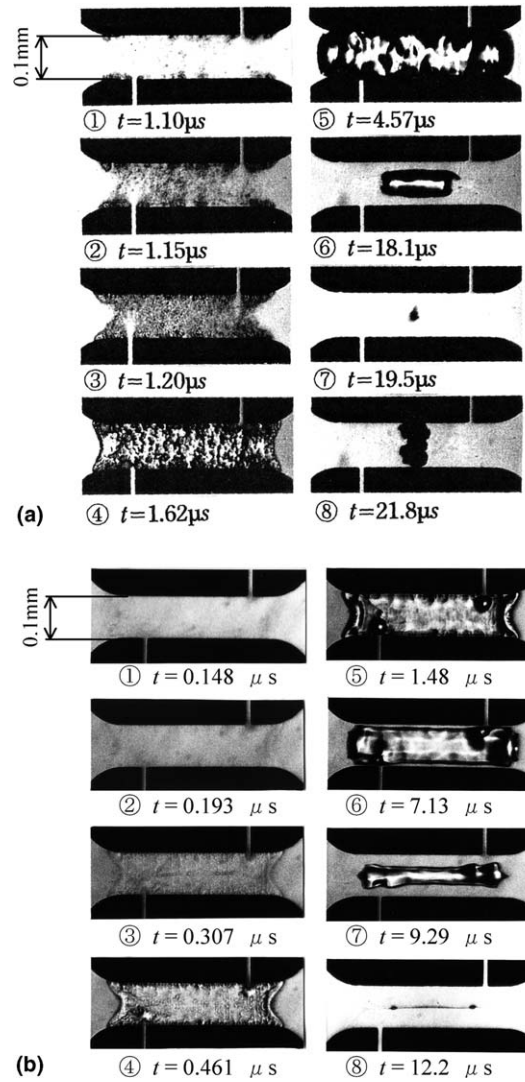 (a)
0.1mm
① t=1.10μs
② t=1.15μs
③ t=1.20μs
④ t=1.62μs
⑤ t=4.57μs
⑥ t=18.1μs
⑦ t=19.5μs
⑧ t=21.8μs
(b)
0.1mm
① t = 0.148 μ s
② t = 0.193 μ s
③ t = 0.307 μ s
④ t = 0.461 μ s
⑤ t = 1.48 μ s
⑥ t = 7.13 μ s
⑦ t = 9.29 μ s
⑧ t = 12.2 μ s